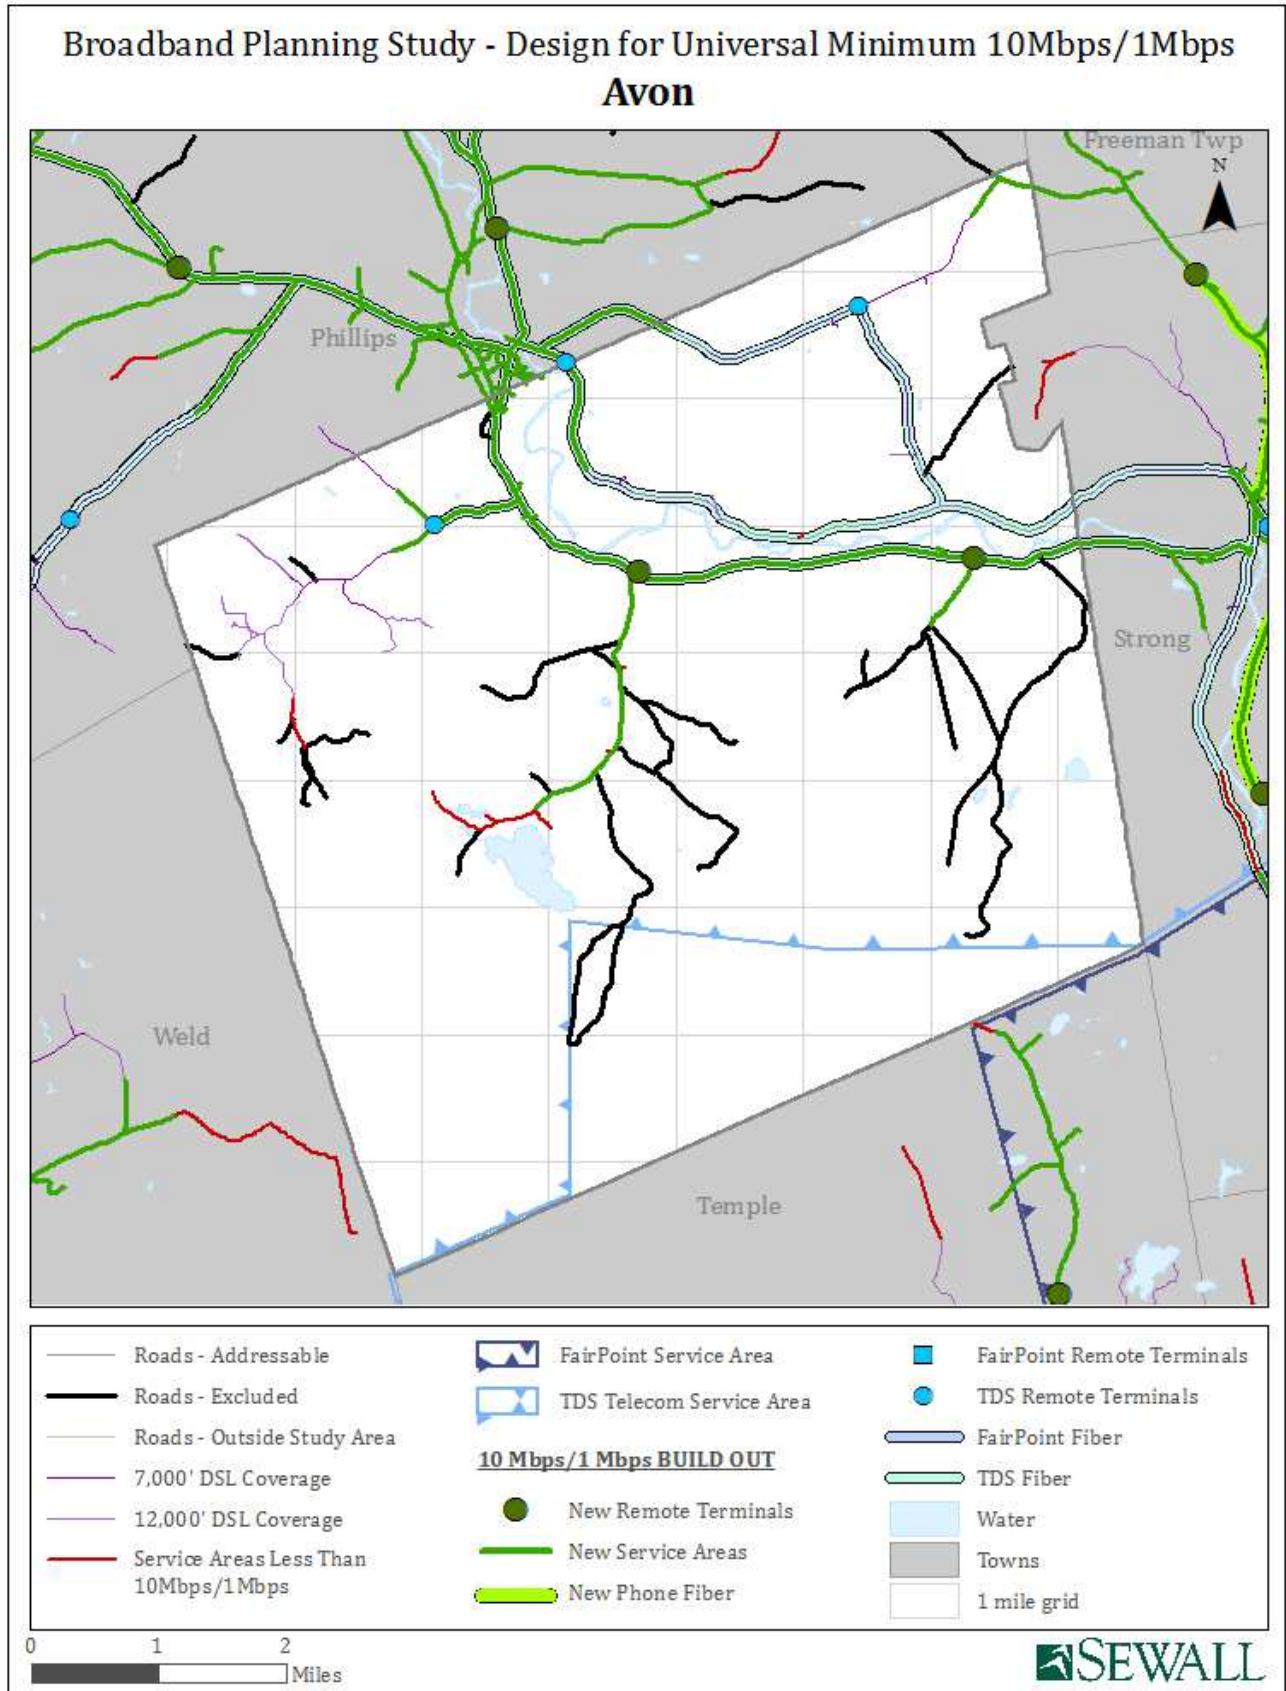 Broadband Planning Study - Design for Universal Minimum 10Mbps/1Mbps
Avon
Freeman Twp
N
Phillips
Strong
Weld
Temple
Roads - Addressable
Roads - Excluded
Roads - Outside Study Area
7,000' DSL Coverage
12,000' DSL Coverage
Service Areas Less Than
10Mbps/1Mbps
FairPoint Service Area
TDS Telecom Service Area
10 Mbps/1 Mbps BUILD OUT
New Remote Terminals
New Service Areas
New Phone Fiber
FairPoint Remote Terminals
TDS Remote Terminals
FairPoint Fiber
TDS Fiber
Water
Towns
1 mile grid
0 1 2
Miles
SEWALL